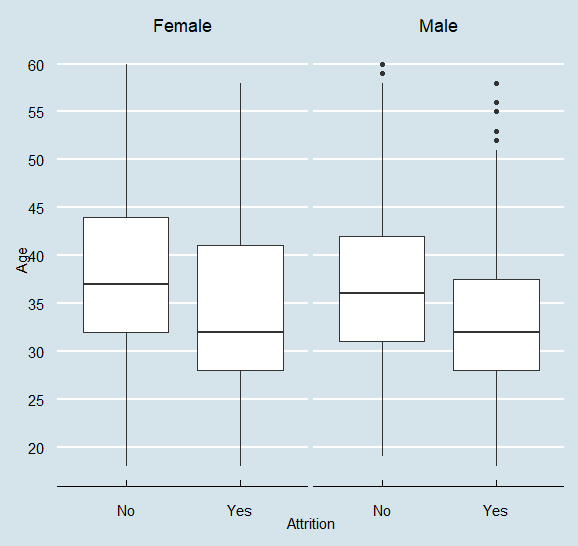 Female Male
60
55
50
45
40
35
30
25
20
Age
No Yes No Yes
Attrition